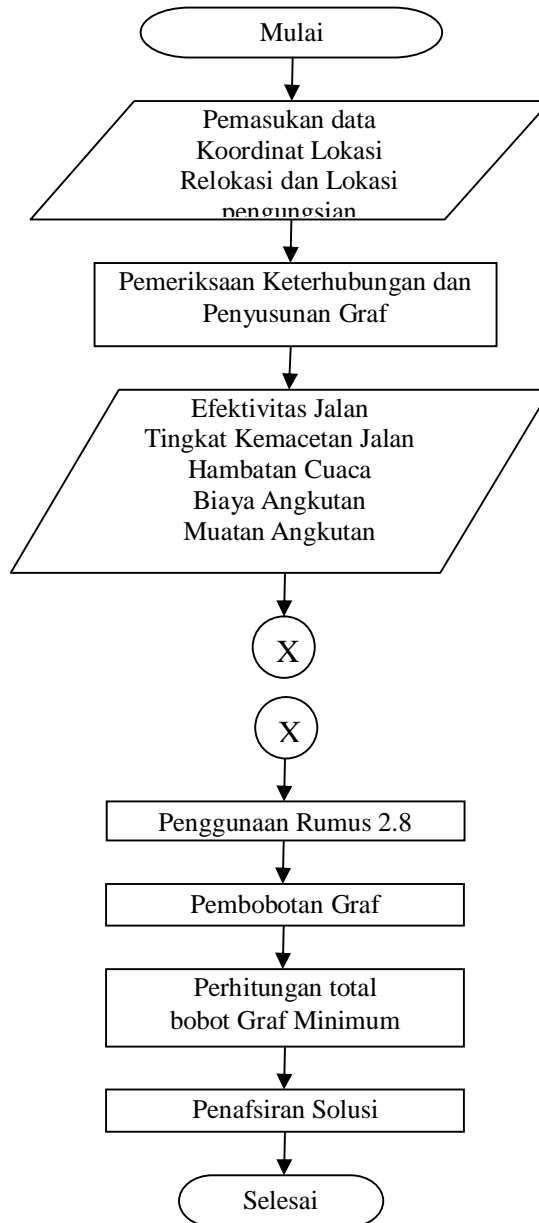 Mulai
Pemasukan data
Koordinat Lokasi
Relokasi dan Lokasi
pengungsian
Pemeriksaan Keterhubungan dan
Penyusunan Graf
Efektivitas Jalan
Tingkat Kemacetan Jalan
Hambatan Cuaca
Biaya Angkutan
Muatan Angkutan
X
X
Penggunaan Rumus 2.8
Pembobotan Graf
Perhitungan total
bobot Graf Minimum
Penafsiran Solusi
Selesai